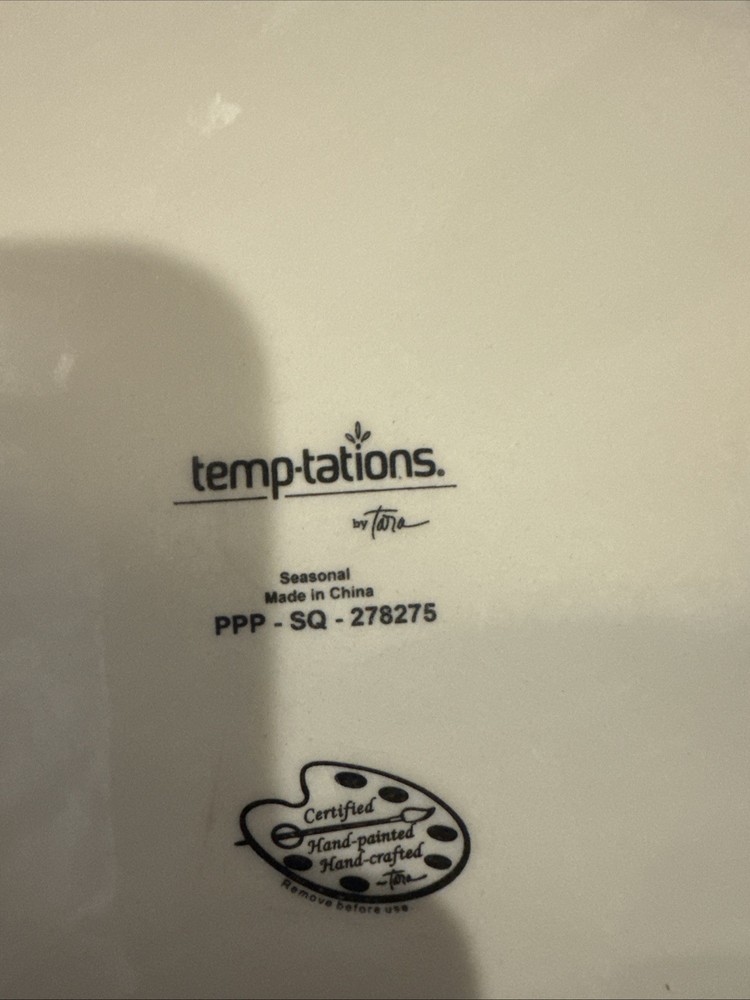 temp-tations.
by Tara
Seasonal
Made in China
PPP - SQ - 278275
Certified
Hand-painted
Hand-crafted
~Tara
Remove before use